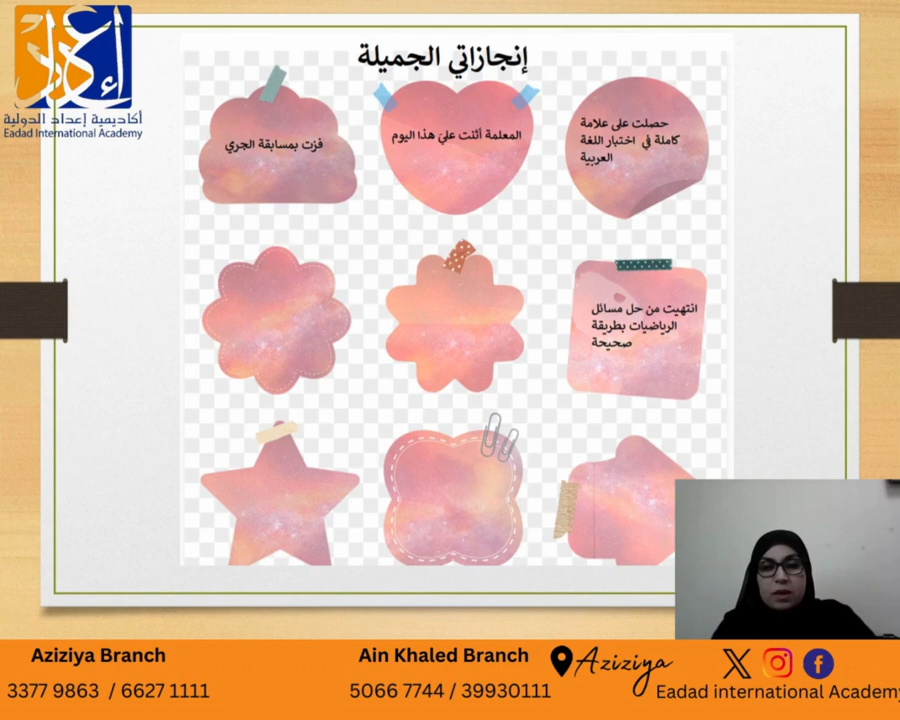 أكاديمية إعداد الدولية
Eadad International Academy
إنجازاتي الجميلة
حصلت على علامة
كاملة في اختبار اللغة
العربية
المعلمة أثنت علي هذا اليوم
فزت بمسابقة الجري
انتهيت من حل مسائل
الرياضيات بطريقة
صحيحة
Aziziya Branch
3377 9863 / 6627 1111
Ain Khaled Branch
5066 7744 / 39930111
Aziziya
Eadad international Academy